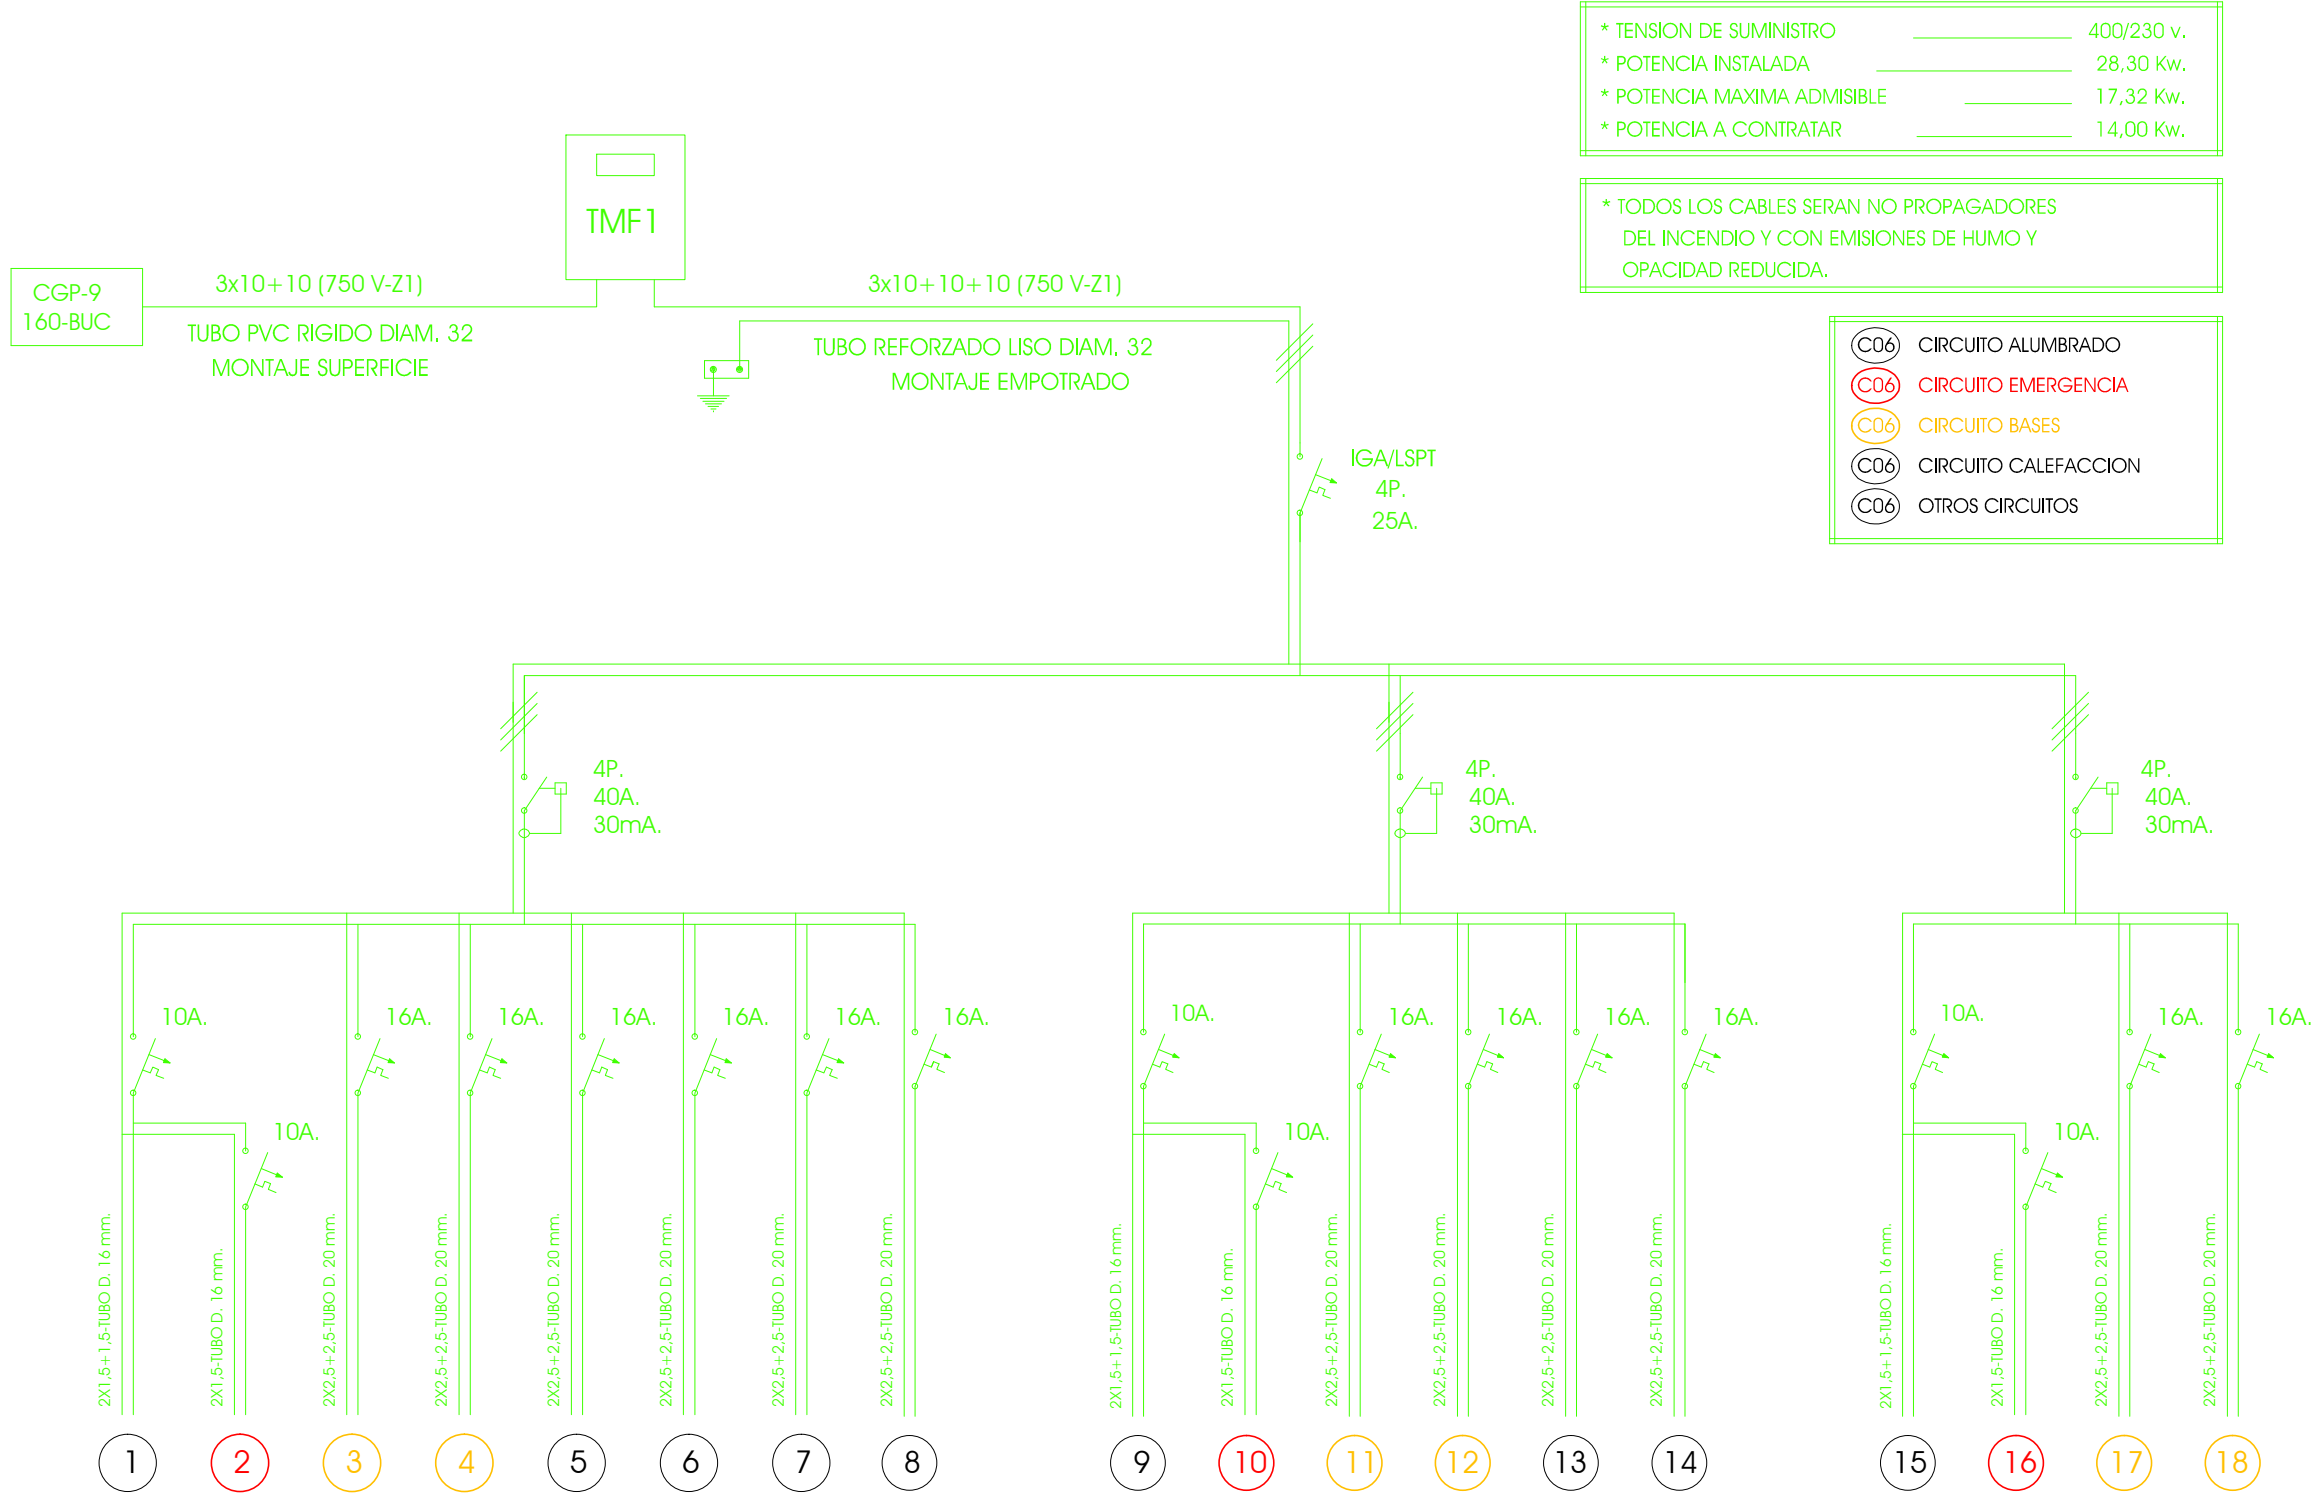 * TENSION DE SUMINISTRO 400/230 v.
* POTENCIA INSTALADA 28,30 Kw.
* POTENCIA MAXIMA ADMISIBLE 17,32 Kw.
* POTENCIA A CONTRATAR 14,00 Kw.
* TODOS LOS CABLES SERAN NO PROPAGADORES
DEL INCENDIO Y CON EMISIONES DE HUMO Y
OPACIDAD REDUCIDA.
C06 CIRCUITO ALUMBRADO
C06 CIRCUITO EMERGENCIA
C06 CIRCUITO BASES
C06 CIRCUITO CALEFACCION
C06 OTROS CIRCUITOS
TMF1
CGP-9
160-BUC
3x10+10 (750 V-Z1)
TUBO PVC RIGIDO DIAM. 32
MONTAJE SUPERFICIE
3x10+10+10 (750 V-Z1)
TUBO REFORZADO LISO DIAM. 32
MONTAJE EMPOTRADO
IGA/LSPT
4P.
25A.
4P.
40A.
30mA.
4P.
40A.
30mA.
4P.
40A.
30mA.
10A.
10A.
16A.
16A.
16A.
16A.
16A.
16A.
10A.
10A.
16A.
16A.
16A.
16A.
10A.
10A.
16A.
16A.
2X1,5+1,5-TUBO D. 16 mm.
2X1,5-TUBO D. 16 mm.
2X2,5+2,5-TUBO D. 20 mm.
2X2,5+2,5-TUBO D. 20 mm.
2X2,5+2,5-TUBO D. 20 mm.
2X2,5+2,5-TUBO D. 20 mm.
2X2,5+2,5-TUBO D. 20 mm.
2X2,5+2,5-TUBO D. 20 mm.
2X1,5+1,5-TUBO D. 16 mm.
2X1,5-TUBO D. 16 mm.
2X2,5+2,5-TUBO D. 20 mm.
2X2,5+2,5-TUBO D. 20 mm.
2X2,5+2,5-TUBO D. 20 mm.
2X2,5+2,5-TUBO D. 20 mm.
2X1,5+1,5-TUBO D. 16 mm.
2X1,5-TUBO D. 16 mm.
2X2,5+2,5-TUBO D. 20 mm.
2X2,5+2,5-TUBO D. 20 mm.
1 2 3 4 5 6 7 8 9 10 11 12 13 14 15 16 17 18